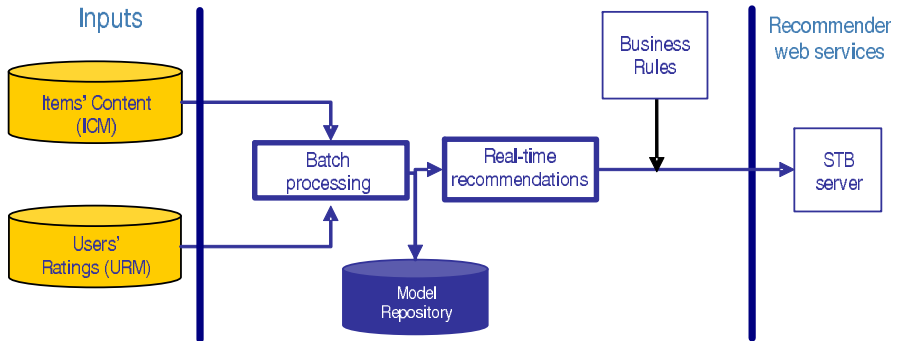 Inputs
Recommender
web services
Business
Rules
Items' Content
(ICM)
Batch
processing
Real-time
recommendations
STB
server
Users'
Ratings (URM)
Model
Repository